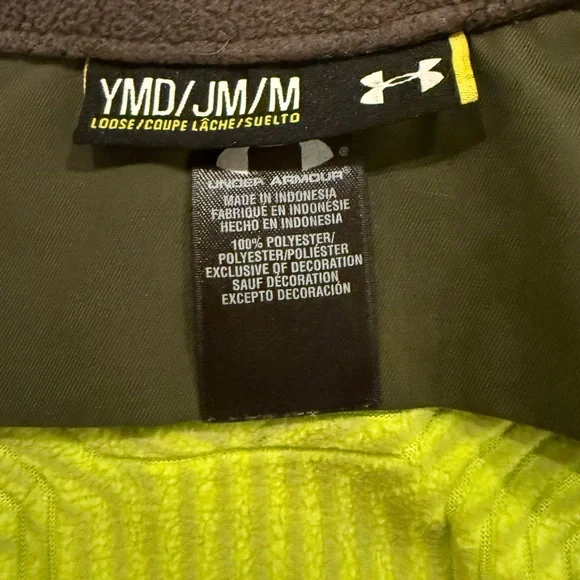 YMD/JM/M
LOOSE/COUPE LÂCHE/SUELTO
UNDER ARMOUR®
MADE IN INDONESIA
FABRIQUÉ EN INDONÉSIE
HECHO EN INDONESIA
100% POLYESTER/
POLYESTER/POLIÉSTER
EXCLUSIVE OF DECORATION
SAUF DÉCORATION
EXCEPTO DECORACIÓN